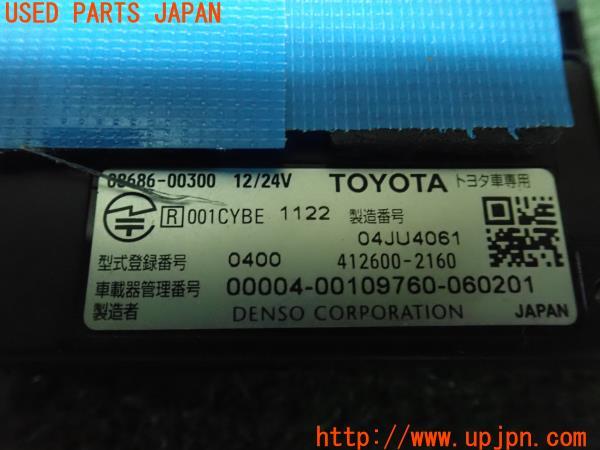 USED PARTS JAPAN
08686-00300 12/24V TOYOTA トヨタ車専用
R 001CYBE 1122 製造番号
04JU4061
型式登録番号 0400 412600-2160
車載器管理番号 00004-00109760-060201
製造者 DENSO CORPORATION JAPAN
http://www.upjpn.com/